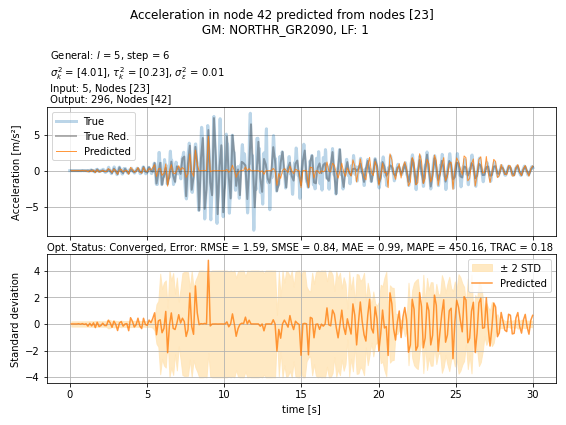 Acceleration in node 42 predicted from nodes [23]
GM: NORTHR_GR2090, LF: 1
General: l = 5, step = 6
σ²ₖ = [4.01], τ²ₖ = [0.23], σ²ε = 0.01
Input: 5, Nodes [23]
Output: 296, Nodes [42]
True
True Red.
Predicted
Acceleration [m/s²]
5
0
−5
Opt. Status: Converged, Error: RMSE = 1.59, SMSE = 0.84, MAE = 0.99, MAPE = 450.16, TRAC = 0.18
± 2 STD
Predicted
Standard deviation
4
2
0
−2
−4
0 5 10 15 20 25 30
time [s]